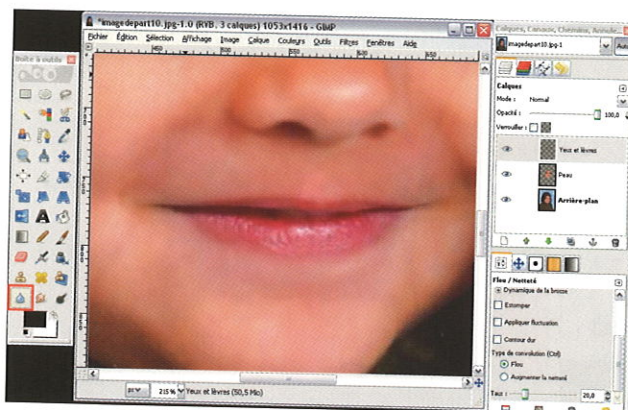 *imagedepart10.jpg-1.0 (RVB, 3 calques) 1053x1416 - GIMP
Fichier Édition Sélection Affichage Image Calque Couleurs Outils Filtres Fenêtres Aide
Boîte à outils
Calques, Canaux, Chemins, Annule...
imagedepart10.jpg-1
Auto
Calques
Mode : Normal
Opacité : 100,0
Verrouiller :
Yeux et lèvres
Peau
Arrière-plan
Flou / Netteté
Dynamique de la brosse
Estomper
Appliquer fluctuation
Contour dur
Type de convolution (Ctrl)
Flou
Augmenter la netteté
Taux : 20,0
px 215 % Yeux et lèvres (50,5 Mio)